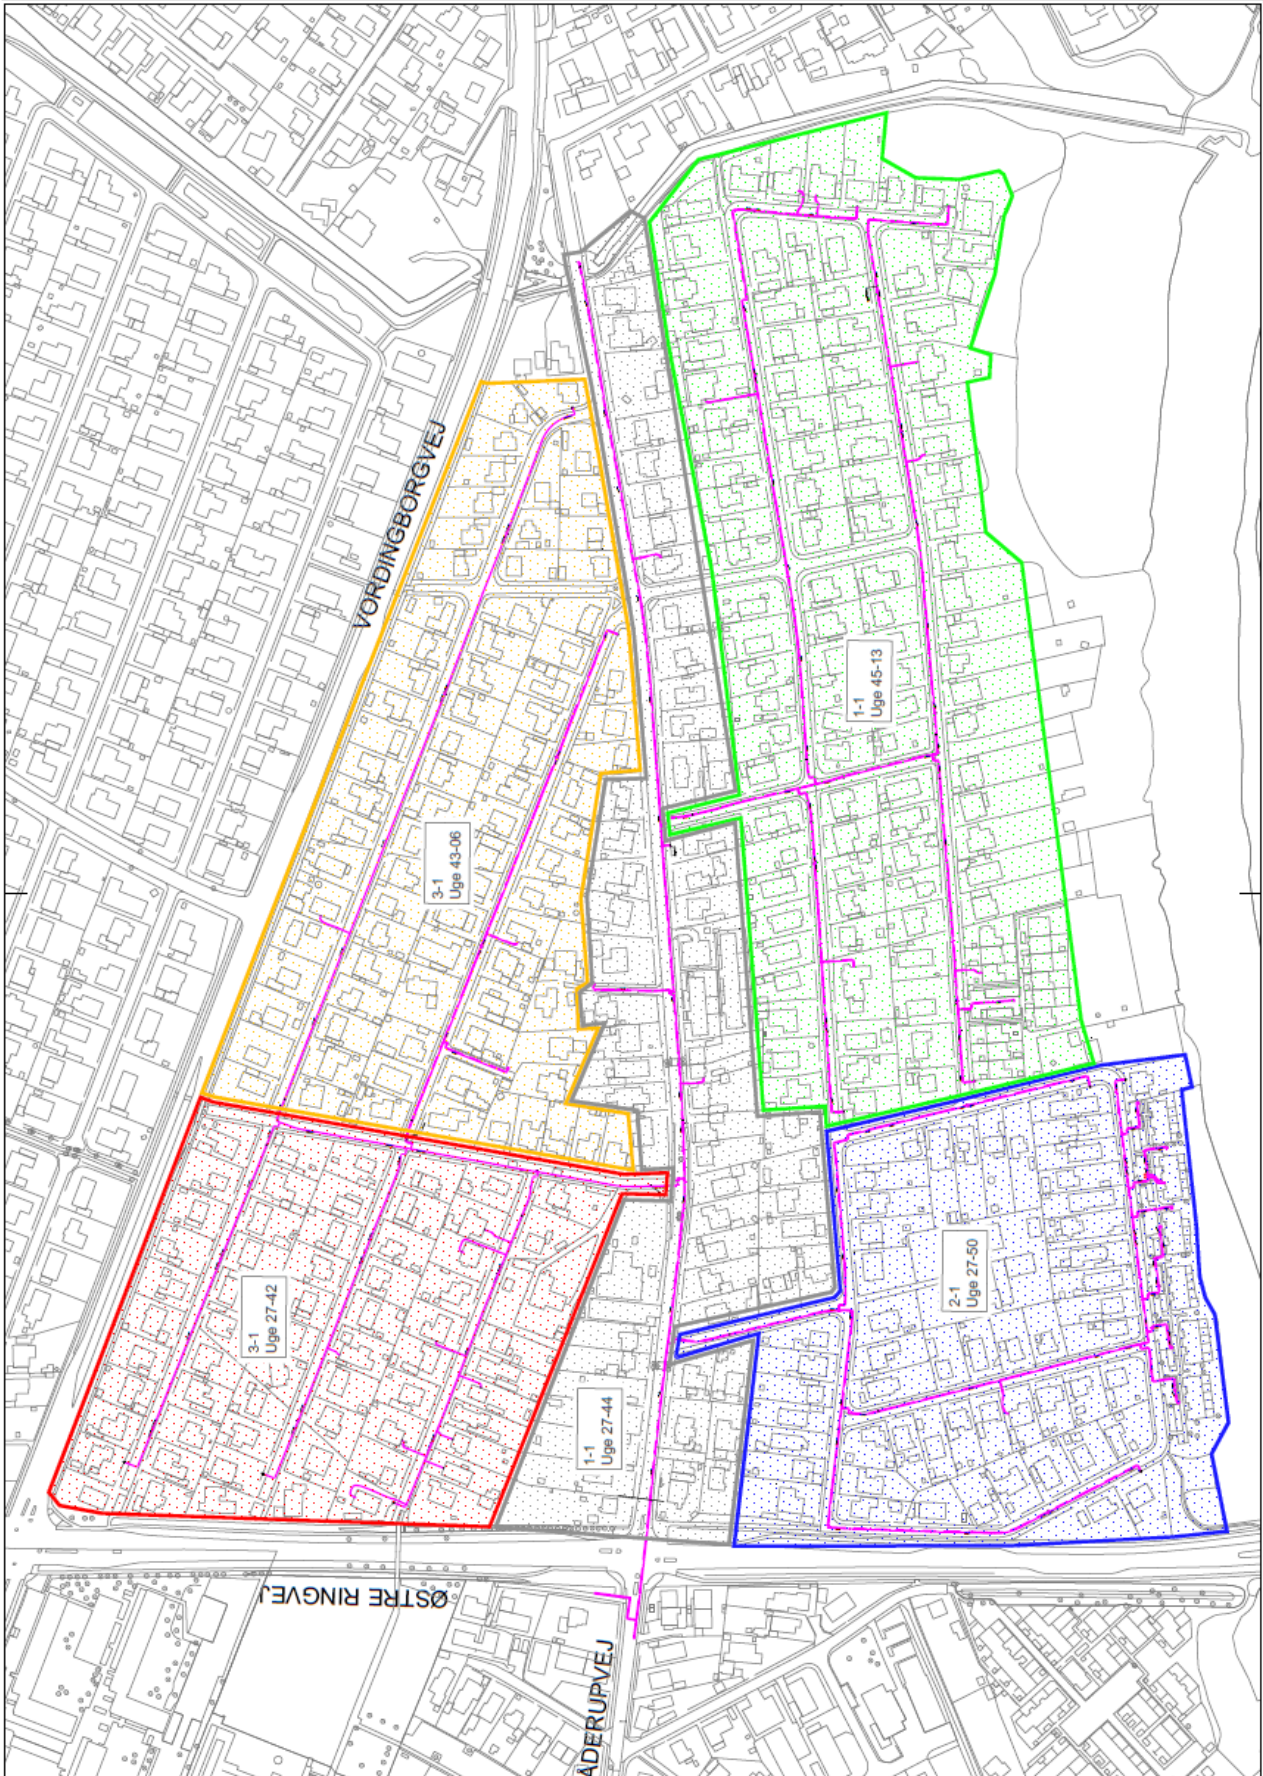 VORDINGBORGVEJ
3-1
Uge 43-06
1-1
Uge 45-13
3-1
Uge 27-42
2-1
Uge 27-50
1-1
Uge 27-44
ØSTRE RINGVEJ
ÅDERUPVEJ